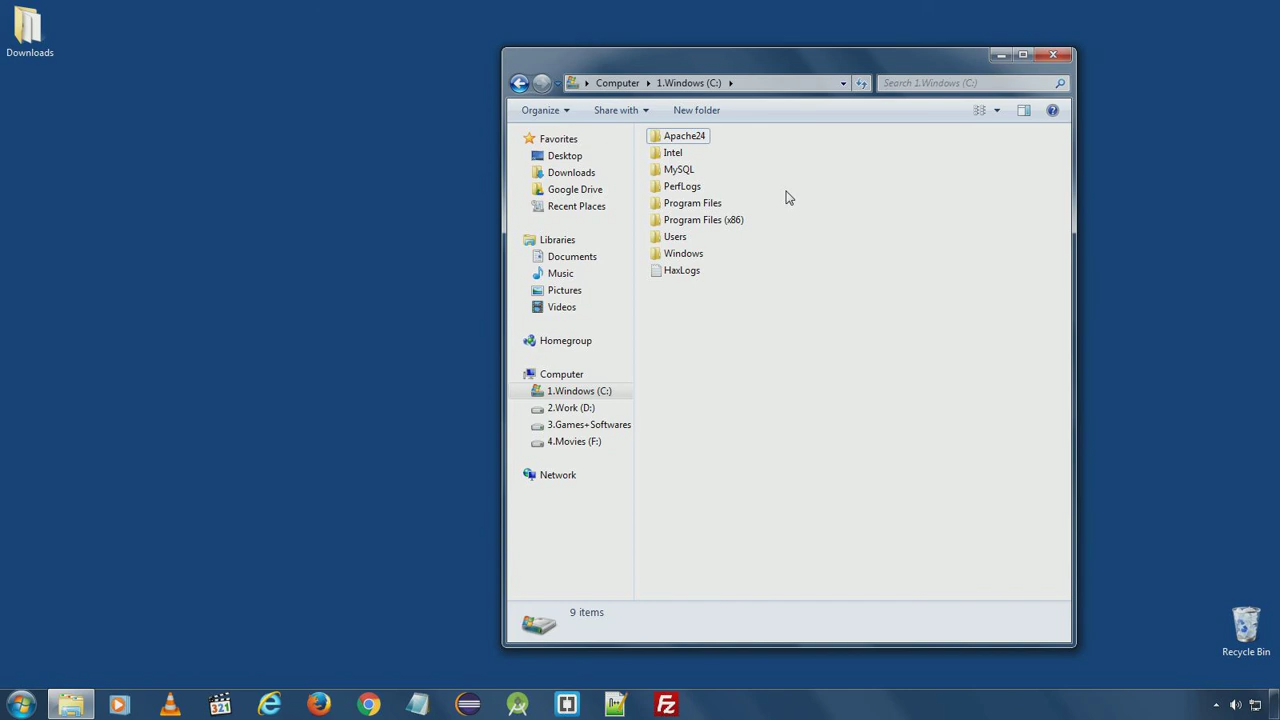 Downloads
Computer 1.Windows (C:)
Search 1.Windows (C:)
Organize Share with New folder
Favorites
Desktop
Downloads
Google Drive
Recent Places
Libraries
Documents
Music
Pictures
Videos
Homegroup
Computer
1.Windows (C:)
2.Work (D:)
3.Games+Softwares
4.Movies (F:)
Network
Apache24
Intel
MySQL
PerfLogs
Program Files
Program Files (x86)
Users
Windows
HaxLogs
9 items
Recycle Bin
321
N++
Fz